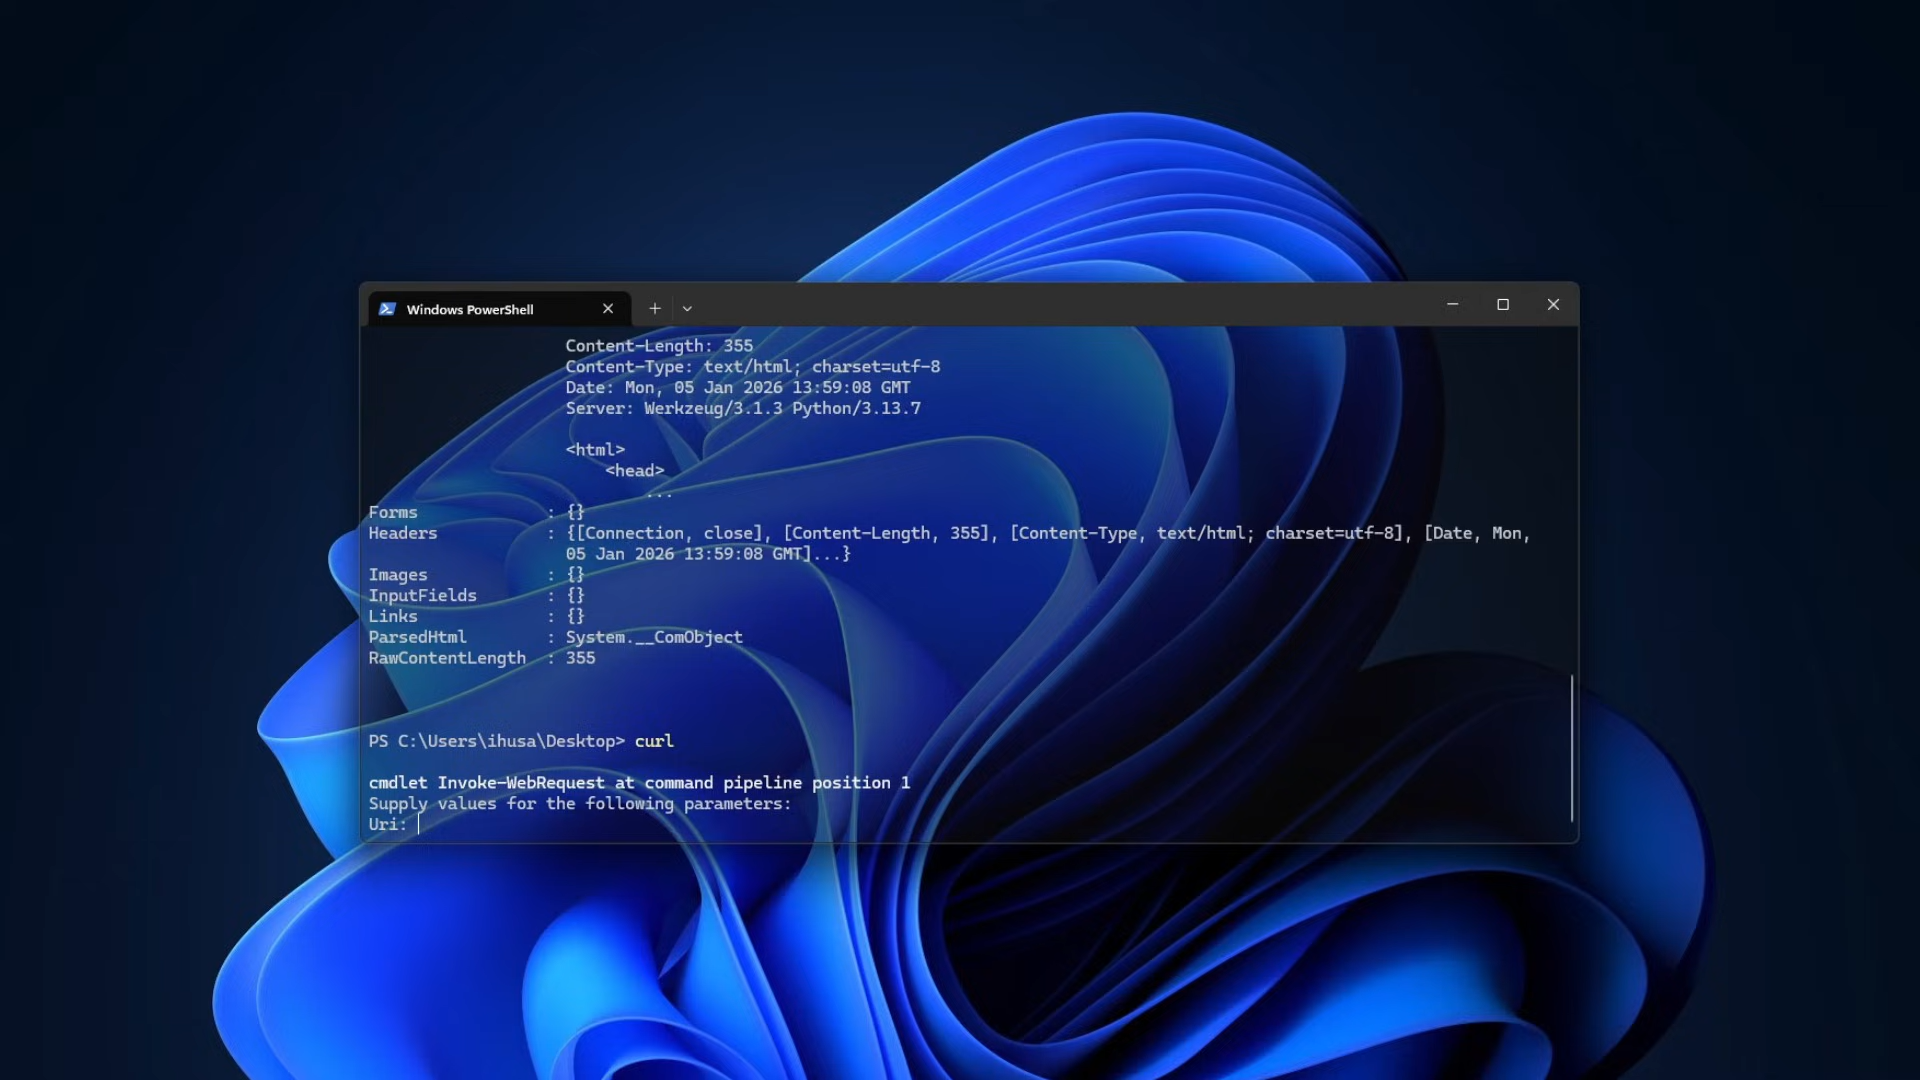 Windows PowerShell
Content-Length: 355
Content-Type: text/html; charset=utf-8
Date: Mon, 05 Jan 2026 13:59:08 GMT
Server: Werkzeug/3.1.3 Python/3.13.7
<html>
<head>
...
Forms : {}
Headers : {[Connection, close], [Content-Length, 355], [Content-Type, text/html; charset=utf-8], [Date, Mon,
05 Jan 2026 13:59:08 GMT]...}
Images : {}
InputFields : {}
Links : {}
ParsedHtml : System.__ComObject
RawContentLength : 355
PS C:\Users\ihusa\Desktop> curl
cmdlet Invoke-WebRequest at command pipeline position 1
Supply values for the following parameters:
Uri: